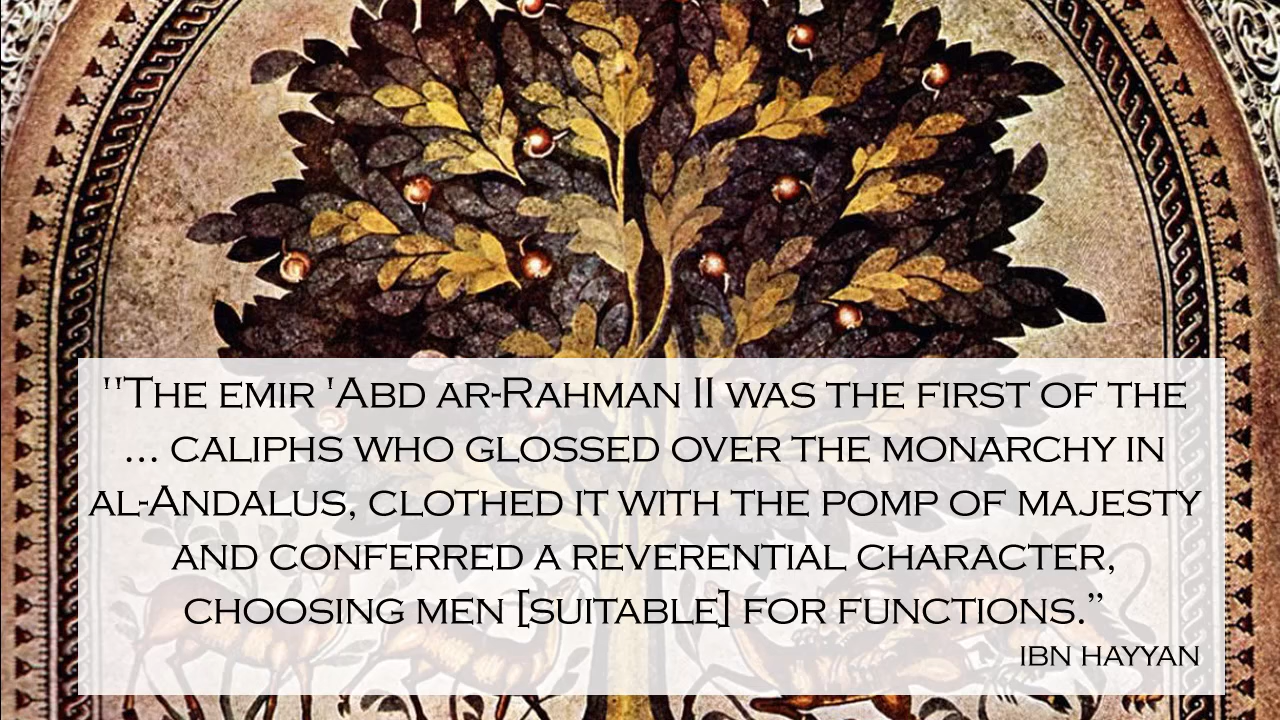 "The emir 'Abd ar-Rahman II was the first of the
... caliphs who glossed over the monarchy in
al-Andalus, clothed it with the pomp of majesty
and conferred a reverential character,
choosing men [suitable] for functions.”
ibn Hayyan